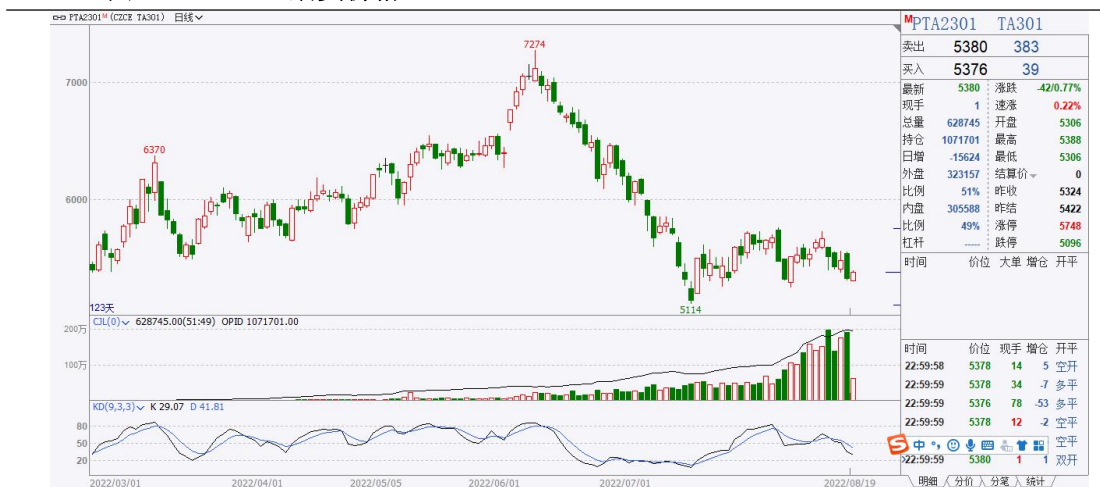 PTA2301M (CZCE TA301) 日线
7274
7000
6370
6000
5114
123天
CJL(0) 628745.00(51:49) OPID 1071701.00
200万
100万
KD(9,3,3) K 29.07 D 41.81
80
50
20
2022/03/01 2022/04/01 2022/05/05 2022/06/01 2022/07/01 2022/08/19
MPTA2301 TA301
卖出 5380 383
买入 5376 39
最新 5380 涨跌 -42/0.77%
现手 1 速涨 0.22%
总量 628745 开盘 5306
持仓 1071701 最高 5388
日增 -15624 最低 5306
外盘 323157 结算价 0
比例 51% 昨收 5324
内盘 305588 昨结 5422
比例 49% 涨停 5748
杠杆 ----- 跌停 5096
时间 价位 大单 增仓 开平
时间 价位 现手 增仓 开平
22:59:58 5378 14 5 空开
22:59:59 5378 34 -7 多平
22:59:59 5376 78 -53 多平
22:59:59 5378 12 -2 空平
中 空平
22:59:59 5380 1 1 双开
明细 分价 分笔 统计